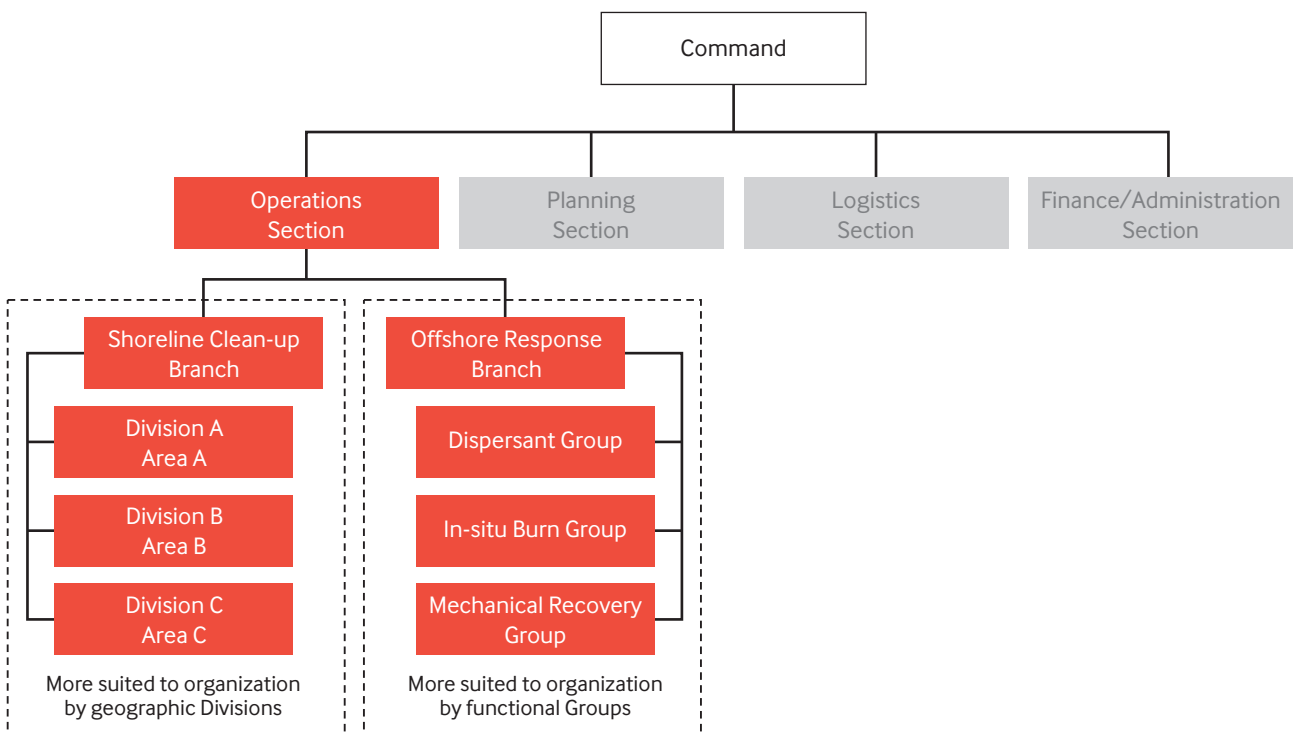 Command
Operations
Section
Planning
Section
Logistics
Section
Finance/Administration
Section
Shoreline Clean-up
Branch
Division A
Area A
Division B
Area B
Division C
Area C
More suited to organization
by geographic Divisions
Offshore Response
Branch
Dispersant Group
In-situ Burn Group
Mechanical Recovery
Group
More suited to organization
by functional Groups